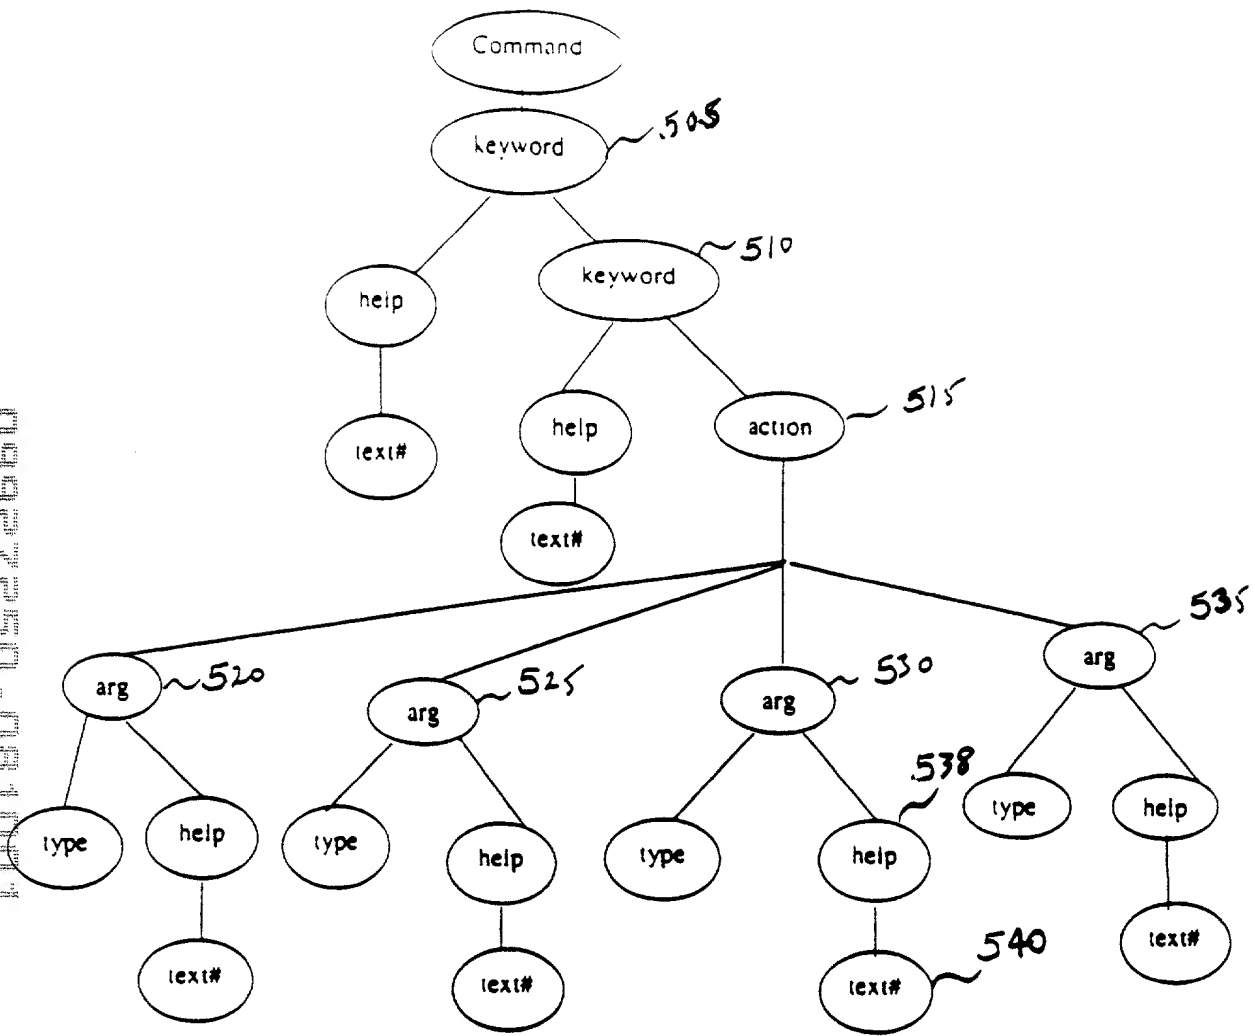 Command
keyword
505
keyword
510
help
help
action
515
text#
text#
535
arg
520
arg
525
arg
530
arg
538
type
help
type
help
type
help
type
help
text#
text#
text#
540
text#